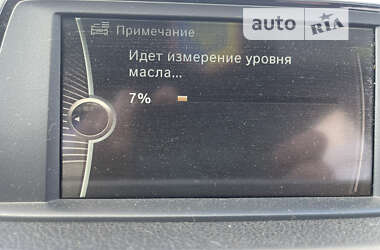 Примечание
auto RIA
Идет измерение уровня
масла...
7%